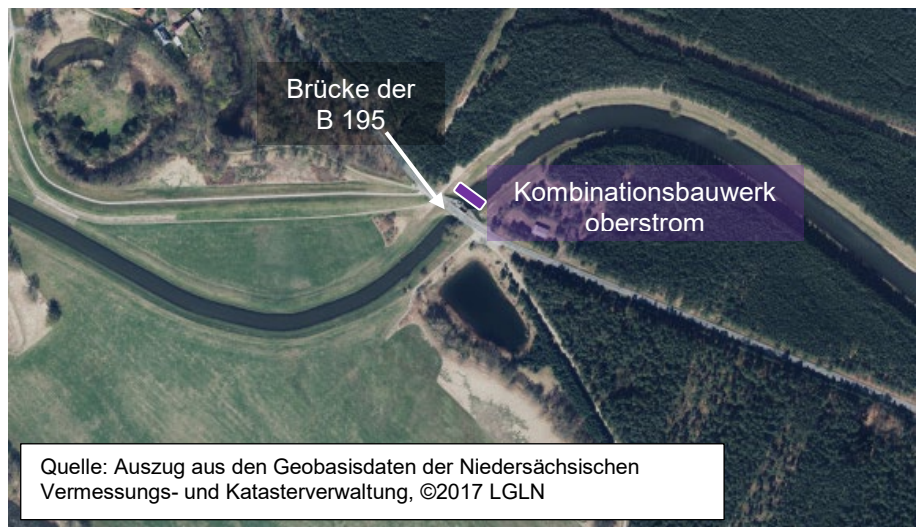 Brücke der
B 195
Kombinationsbauwerk
oberstrom
Quelle: Auszug aus den Geobasisdaten der Niedersächsischen
Vermessungs- und Katasterverwaltung, ©2017 LGLN